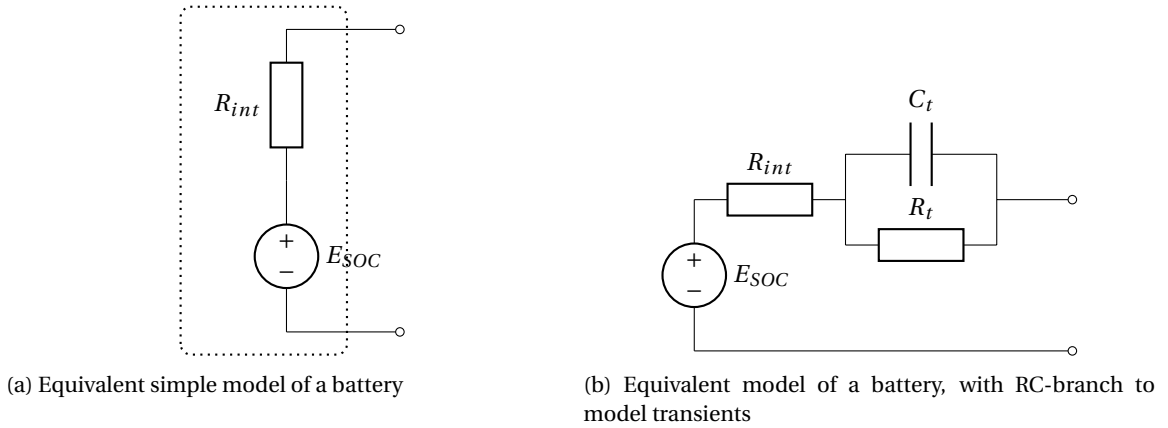 C_t
R_int
R_int
R_t
+
−
E_SOC
+
−
E_SOC
(a) Equivalent simple model of a battery
(b) Equivalent model of a battery, with RC-branch to
model transients